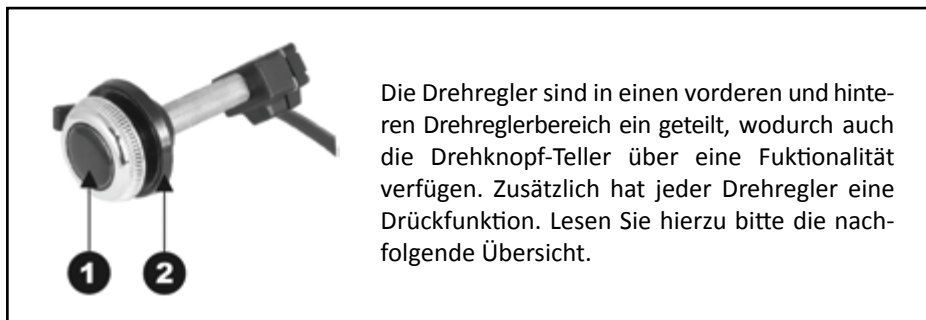 Die Drehregler sind in einen vorderen und hinte-
ren Drehreglerbereich ein geteilt, wodurch auch
die Drehknopf-Teller über eine Fuktionalität
verfügen. Zusätzlich hat jeder Drehregler eine
Drückfunktion. Lesen Sie hierzu bitte die nach-
folgende Übersicht.
1 2